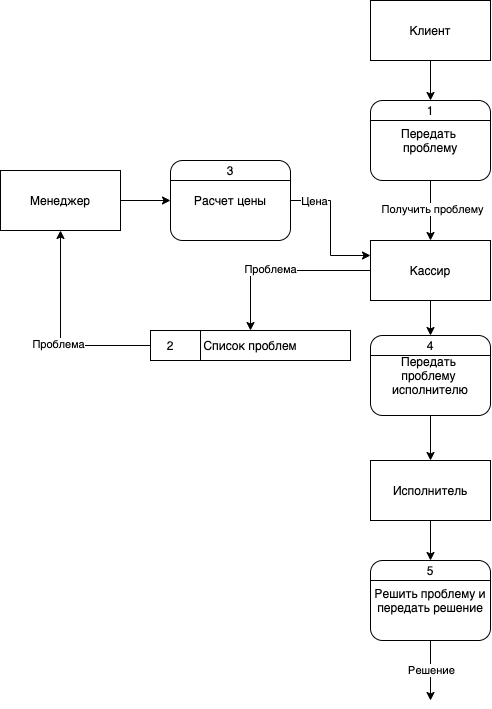 Клиент
1
Передать
проблему
Получить проблему
3
Менеджер
Расчет цены
Цена
Кассир
Проблема
Проблема
2
Список проблем
4
Передать
проблему
исполнителю
Исполнитель
5
Решить проблему и
передать решение
Решение